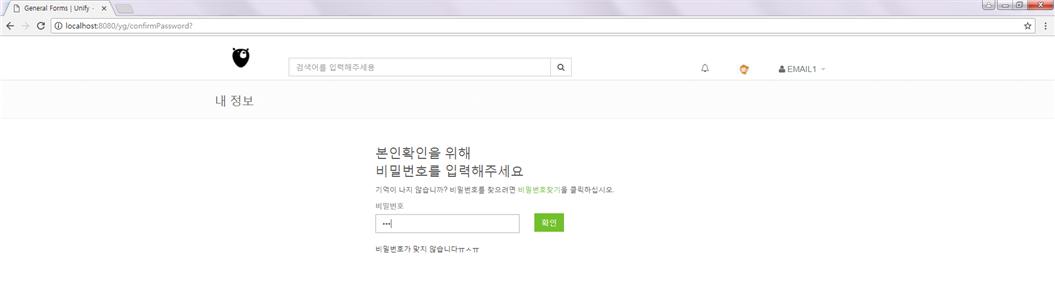 General Forms | Unify -
localhost:8080/yg/confirmPassword?
검색어를 입력해주세용
EMAIL1
내 정보
본인확인을 위해
비밀번호를 입력해주세요
기억이 나지 않습니까? 비밀번호를 찾으려면 비밀번호찾기을 클릭하십시오.
비밀번호
•••
확인
비밀번호가 맞지 않습니다ㅠㅅㅠ